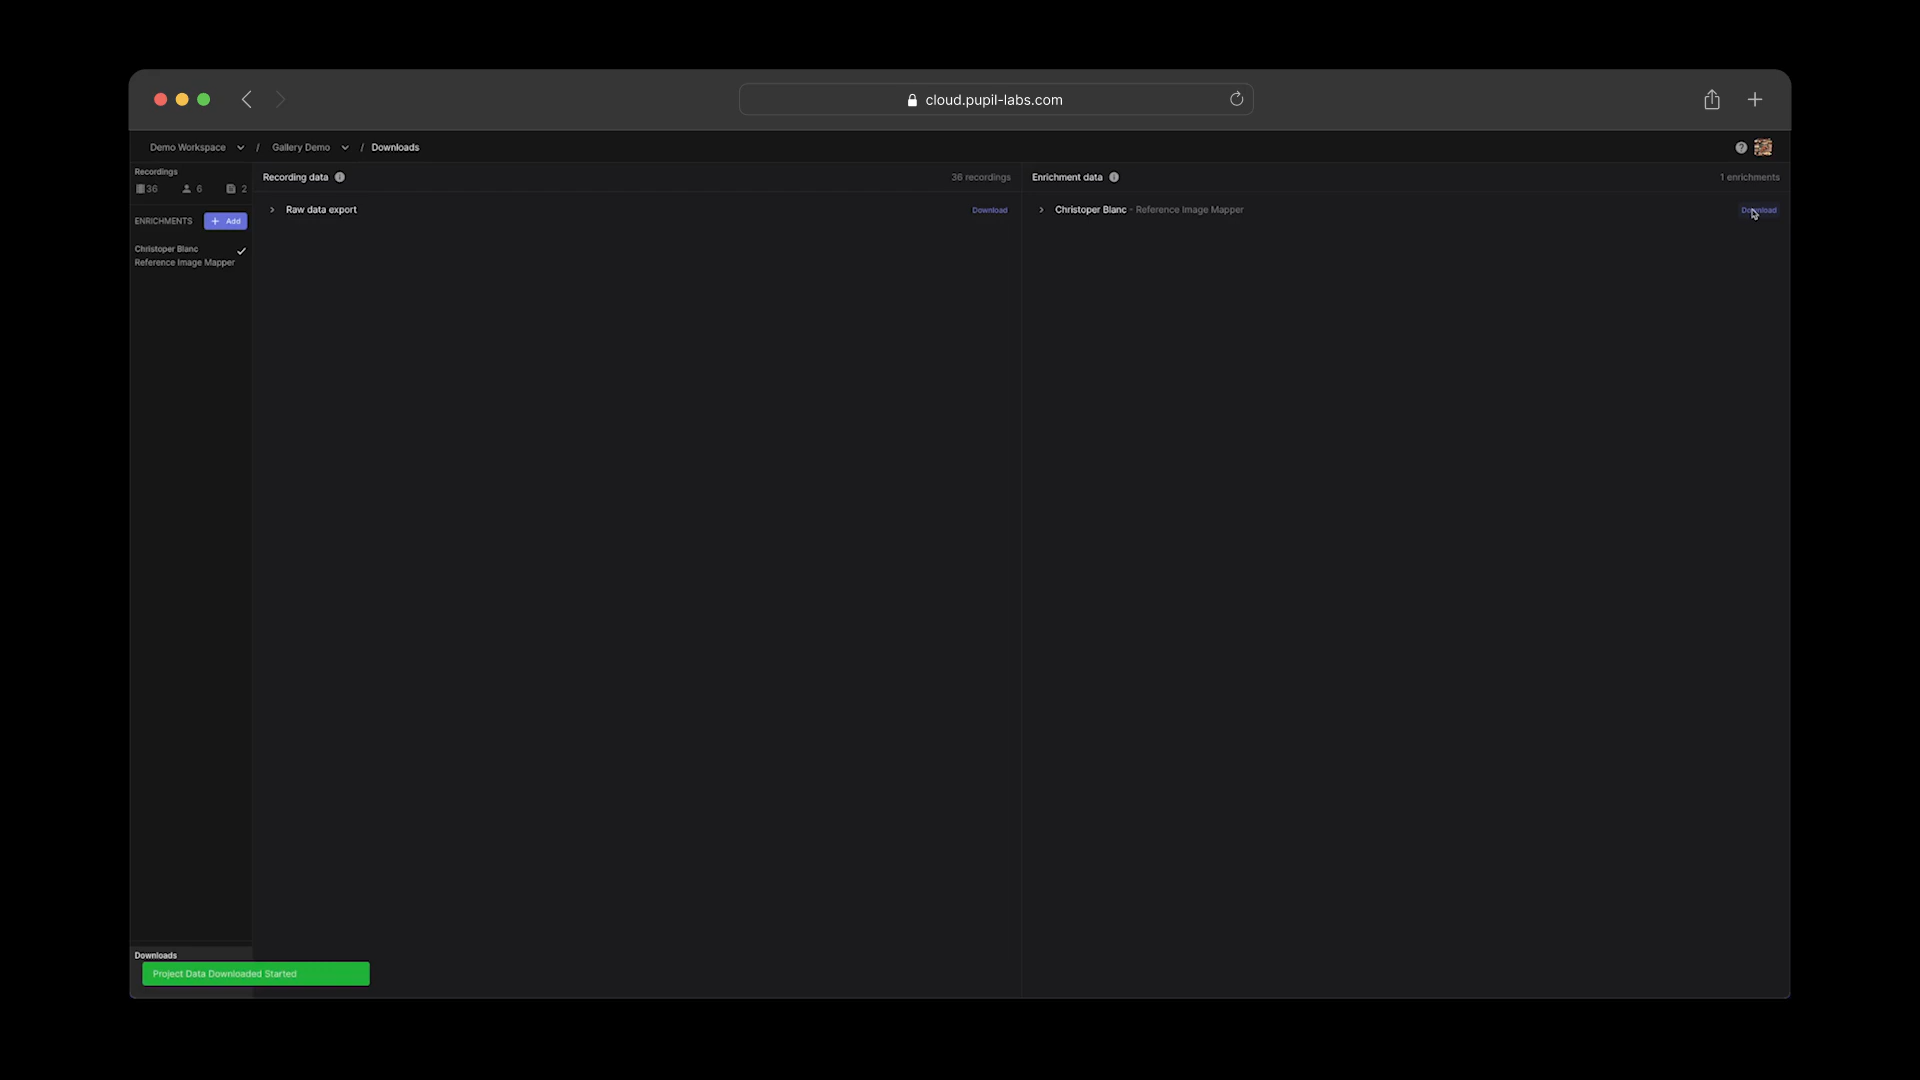 cloud.pupil-labs.com
Demo Workspace / Gallery Demo / Downloads
Recordings
36 6 2
ENRICHMENTS + Add
Christoper Blanc
Reference Image Mapper
Recording data 36 recordings
Raw data export Download
Enrichment data 1 enrichments
Christoper Blanc - Reference Image Mapper Download
Downloads
Project Data Downloaded Started